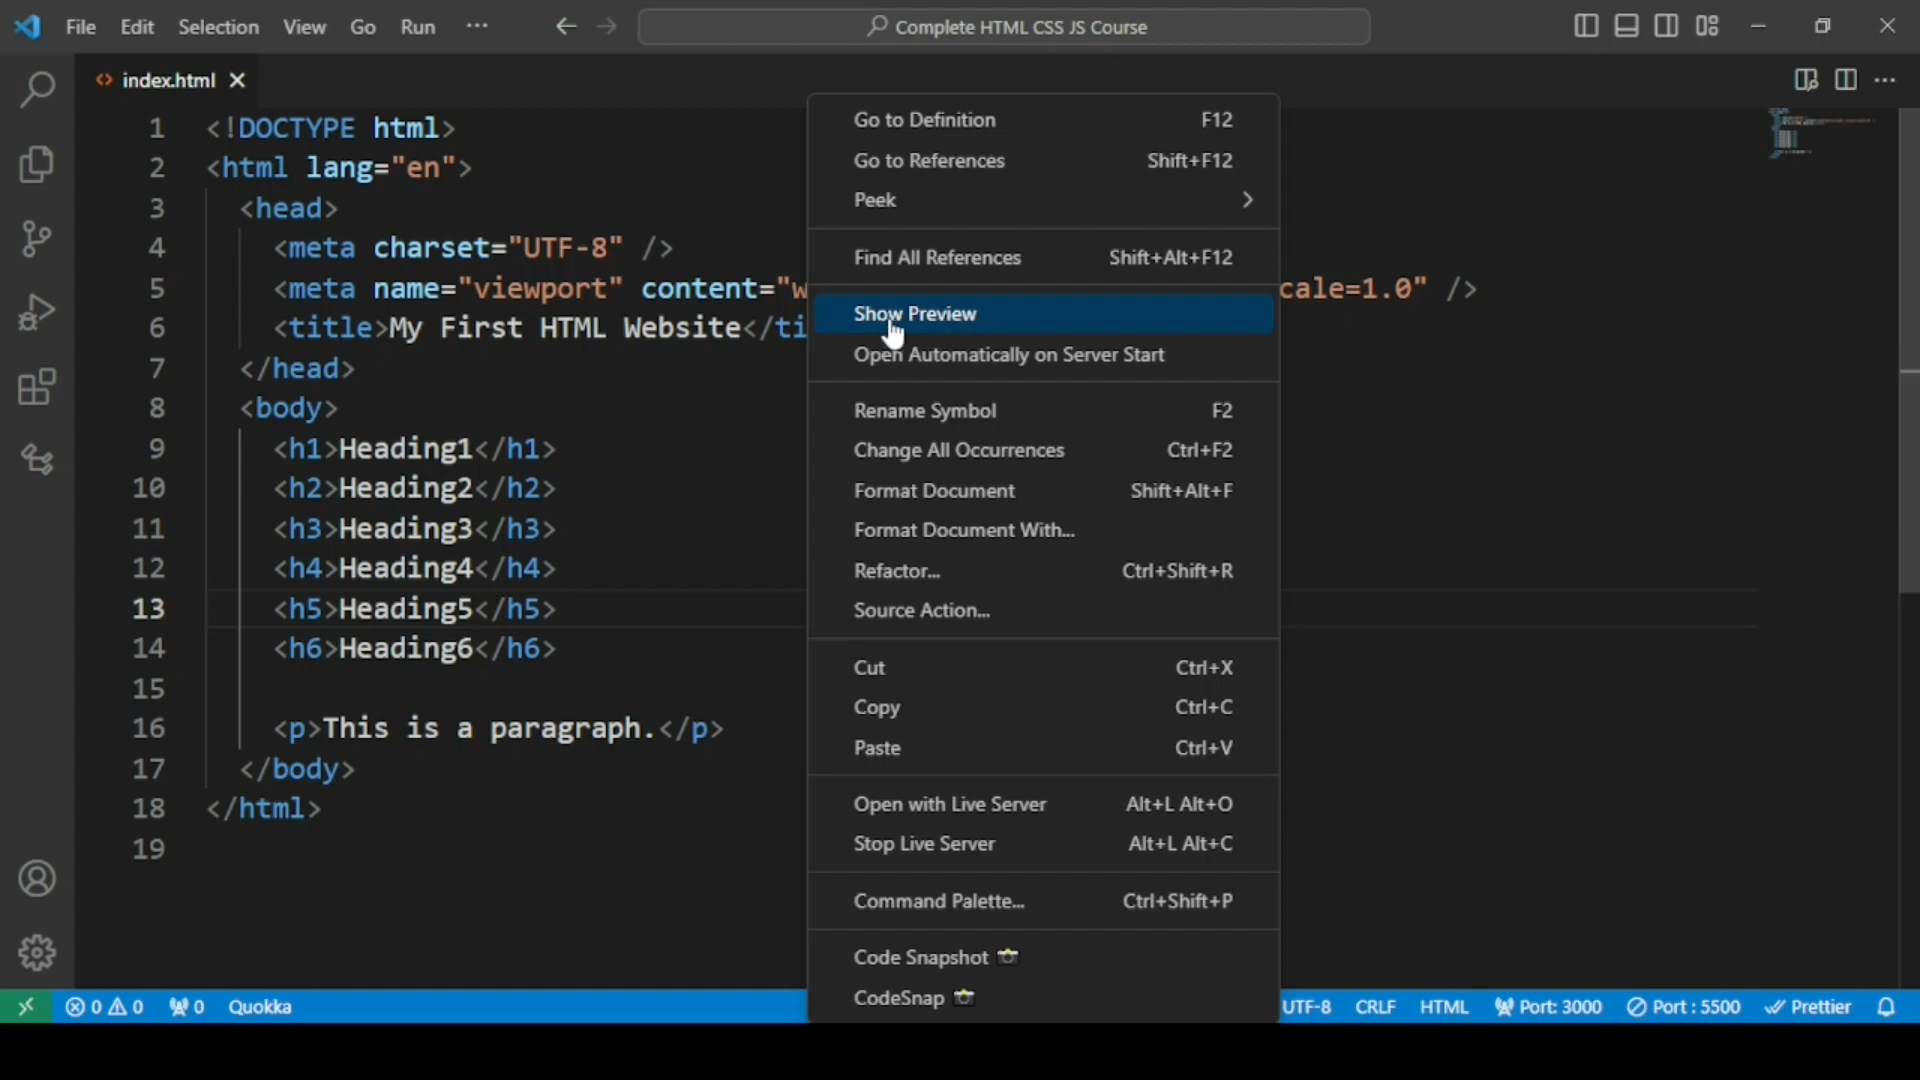 File Edit Selection View Go Run ··· Complete HTML CSS JS Course
index.html
1 <!DOCTYPE html>
2 <html lang="en">
3 <head>
4 <meta charset="UTF-8" />
5 <meta name="viewport" content="w cale=1.0" />
6 <title>My First HTML Website</ti
7 </head>
8 <body>
9 <h1>Heading1</h1>
10 <h2>Heading2</h2>
11 <h3>Heading3</h3>
12 <h4>Heading4</h4>
13 <h5>Heading5</h5>
14 <h6>Heading6</h6>
15
16 <p>This is a paragraph.</p>
17 </body>
18 </html>
19
Go to Definition F12
Go to References Shift+F12
Peek
Find All References Shift+Alt+F12
Show Preview
Open Automatically on Server Start
Rename Symbol F2
Change All Occurrences Ctrl+F2
Format Document Shift+Alt+F
Format Document With...
Refactor... Ctrl+Shift+R
Source Action...
Cut Ctrl+X
Copy Ctrl+C
Paste Ctrl+V
Open with Live Server Alt+L Alt+O
Stop Live Server Alt+L Alt+C
Command Palette... Ctrl+Shift+P
Code Snapshot 📸
CodeSnap 📸
0 0 0 Quokka UTF-8 CRLF HTML Port: 3000 Port : 5500 Prettier